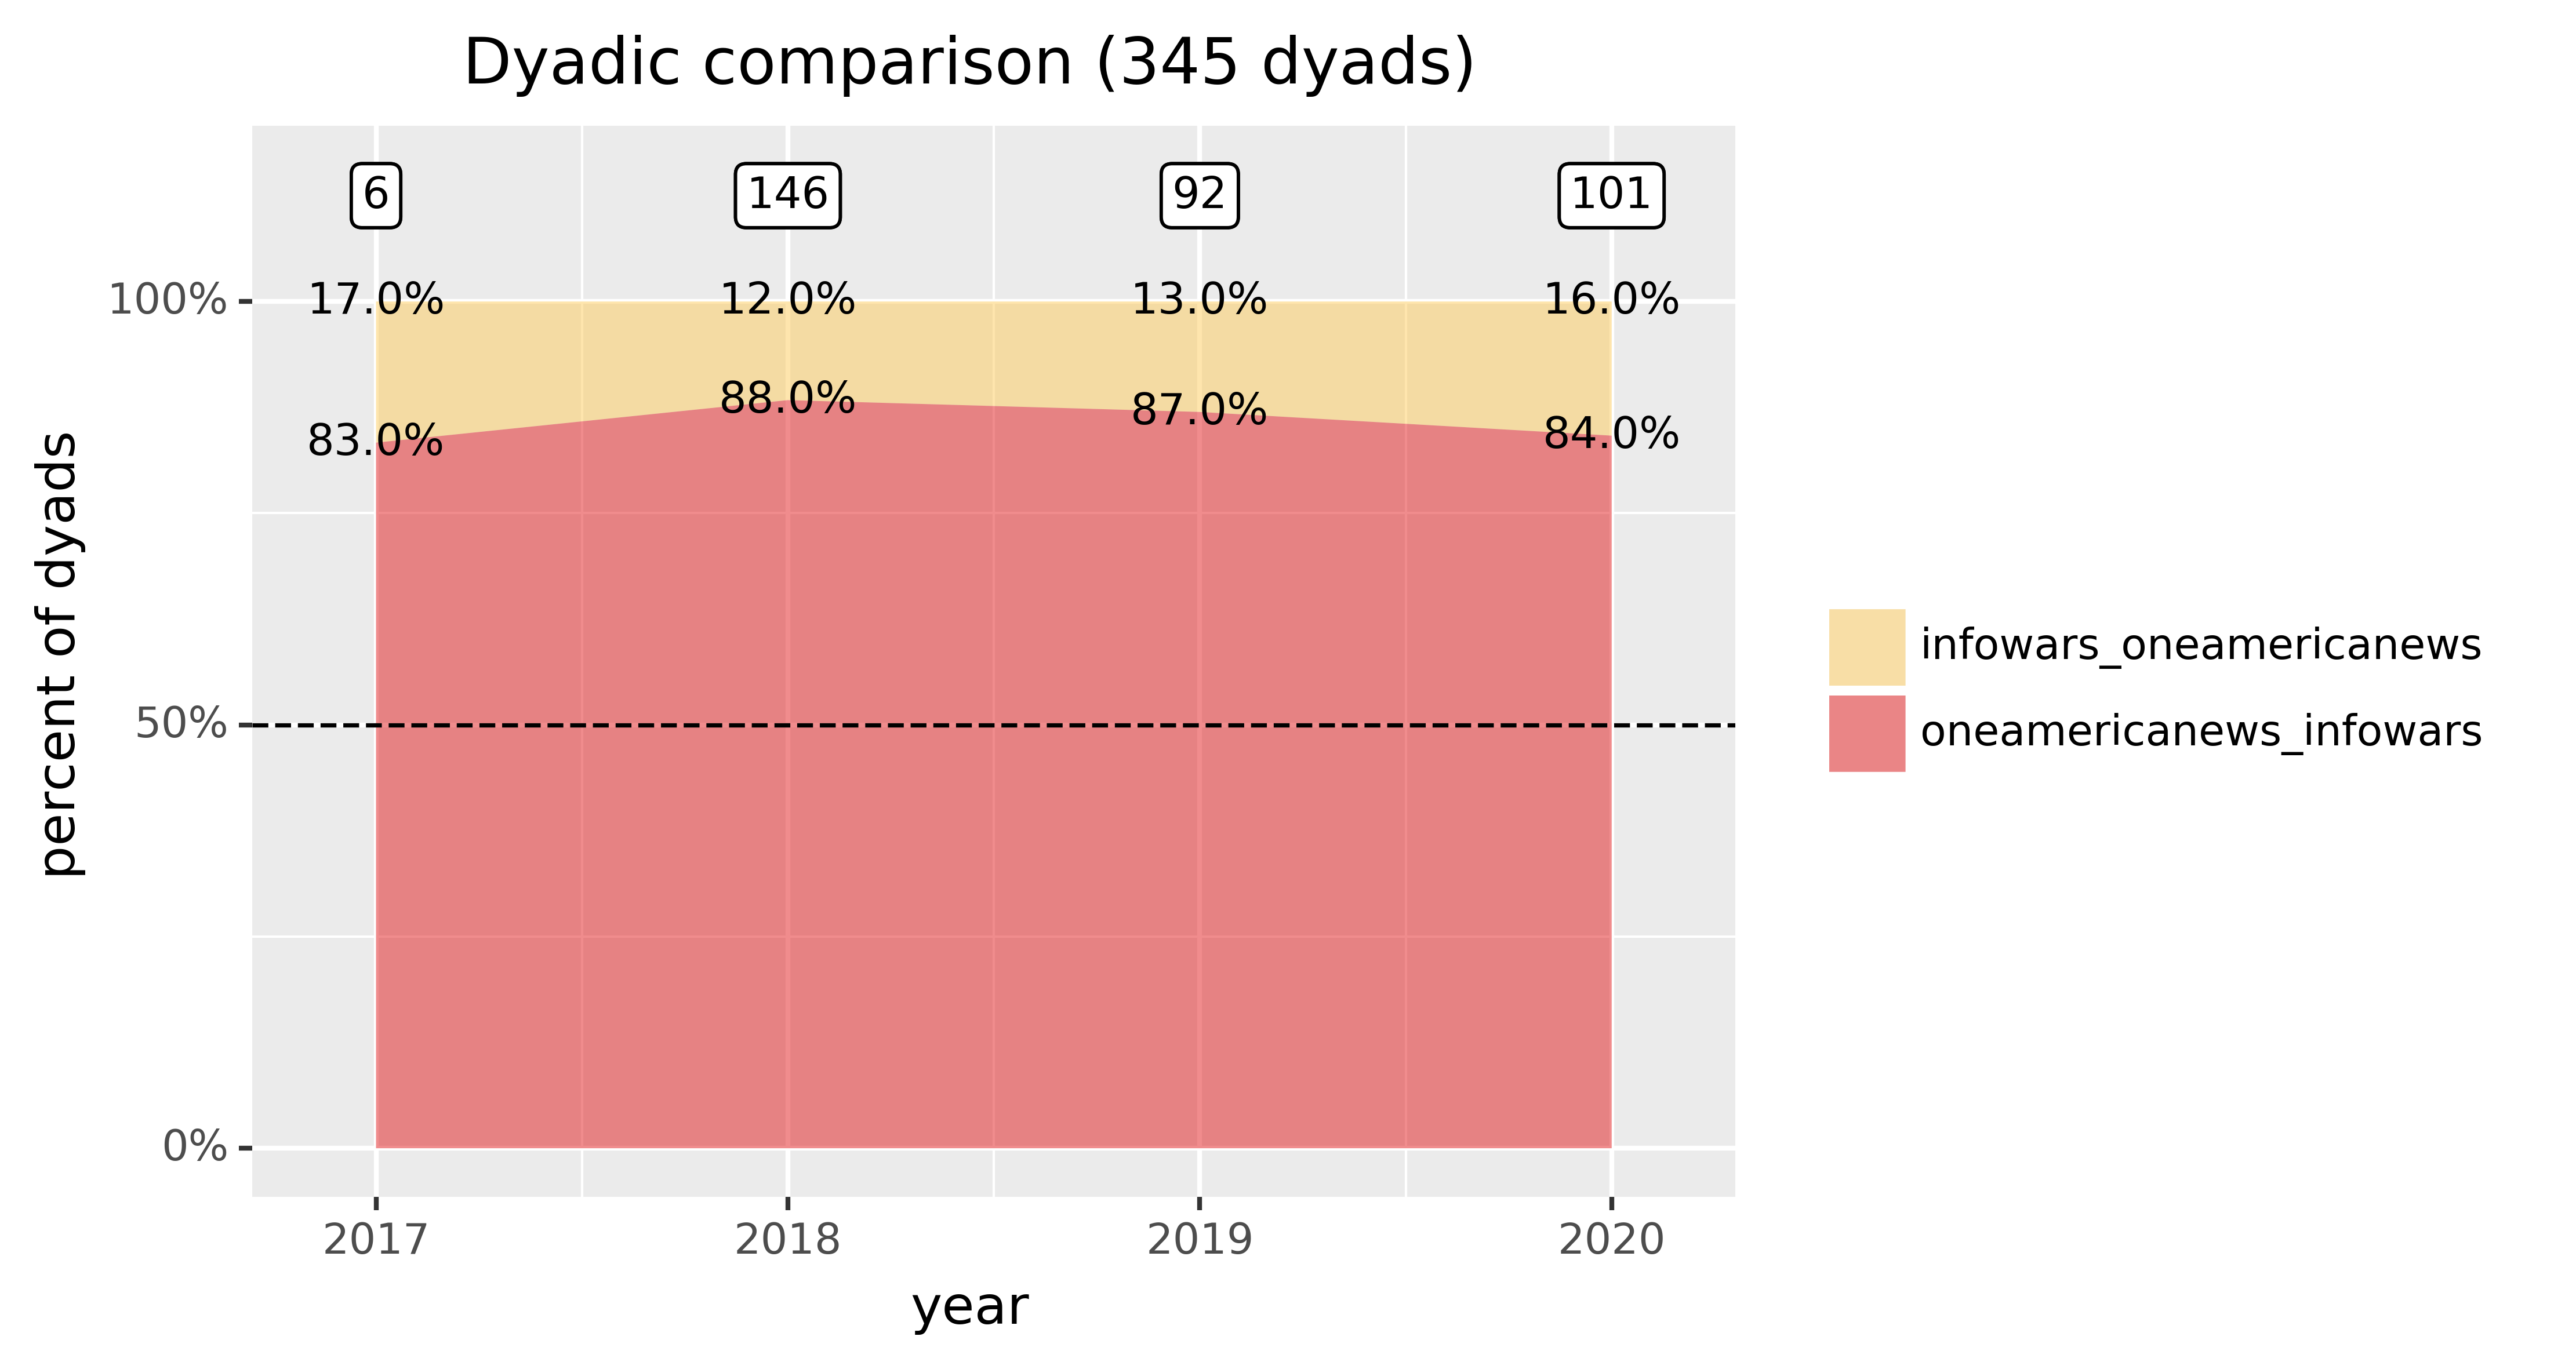 Dyadic comparison (345 dyads)
6 146 92 101
100%
17.0% 12.0% 13.0% 16.0%
83.0% 88.0% 87.0% 84.0%
50%
0%
percent of dyads
2017 2018 2019 2020
year
infowars_oneamericanews
oneamericanews_infowars